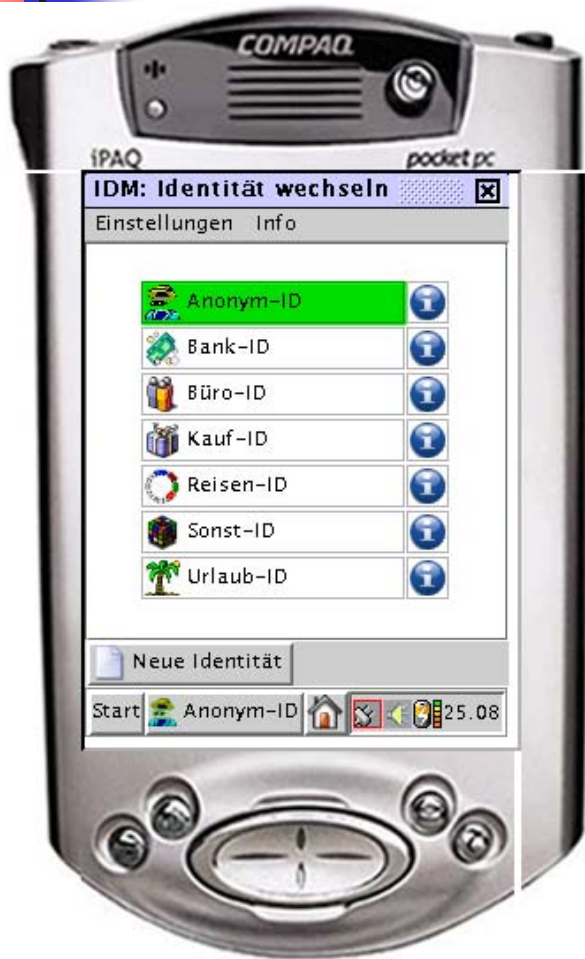 COMPAQ
iPAQ pocket pc
IDM: Identität wechseln
Einstellungen Info
Anonym-ID
Bank-ID
Büro-ID
Kauf-ID
Reisen-ID
Sonst-ID
Urlaub-ID
Neue Identität
Start Anonym-ID 25.08